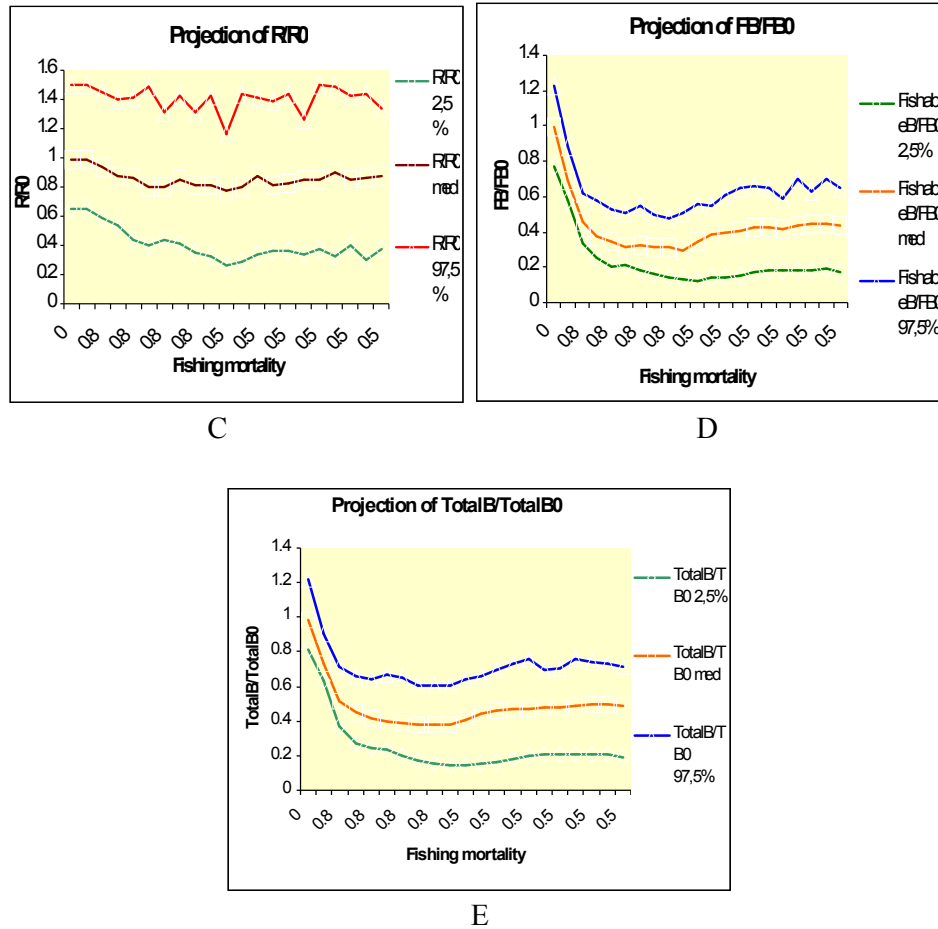 Projection of R/R0
1.6
1.4
1.2
1
0.8
0.6
0.4
0.2
0
R/R0
0 0.8 0.8 0.8 0.8 0.5 0.5 0.5 0.5 0.5 0.5
Fishing mortality
R/R0
2,5
%
R/R0
med
R/R0
97,5
%
C
Projection of FB/FB0
1.4
1.2
1
0.8
0.6
0.4
0.2
0
FB/FB0
0 0.8 0.8 0.8 0.8 0.5 0.5 0.5 0.5 0.5 0.5
Fishing mortality
Fishabl
eB/FB0
2,5%
Fishabl
eB/FB0
med
Fishabl
eB/FB0
97,5%
D
Projection of TotalB/TotalB0
1.4
1.2
1
0.8
0.6
0.4
0.2
0
TotalB/TotalB0
0 0.8 0.8 0.8 0.8 0.5 0.5 0.5 0.5 0.5 0.5
Fishing mortality
TotalB/T
B0 2,5%
TotalB/T
B0 med
TotalB/T
B0
97,5%
E